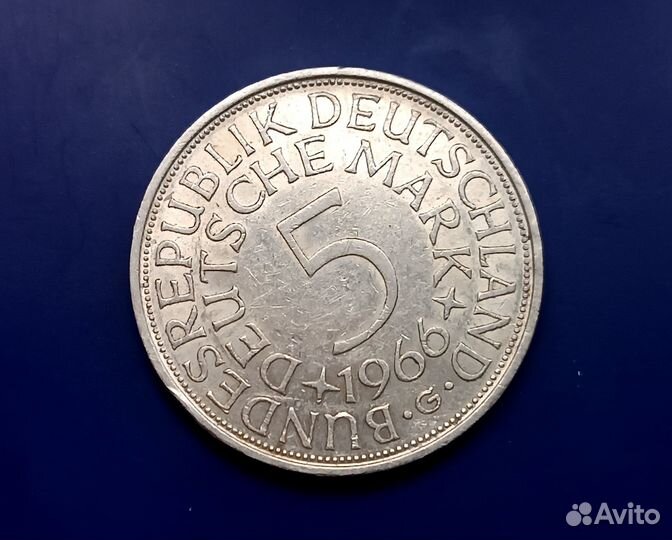 BUNDESREPUBLIK DEUTSCHLAND
· G ·
DEUTSCHE MARK
5
1966
Avito